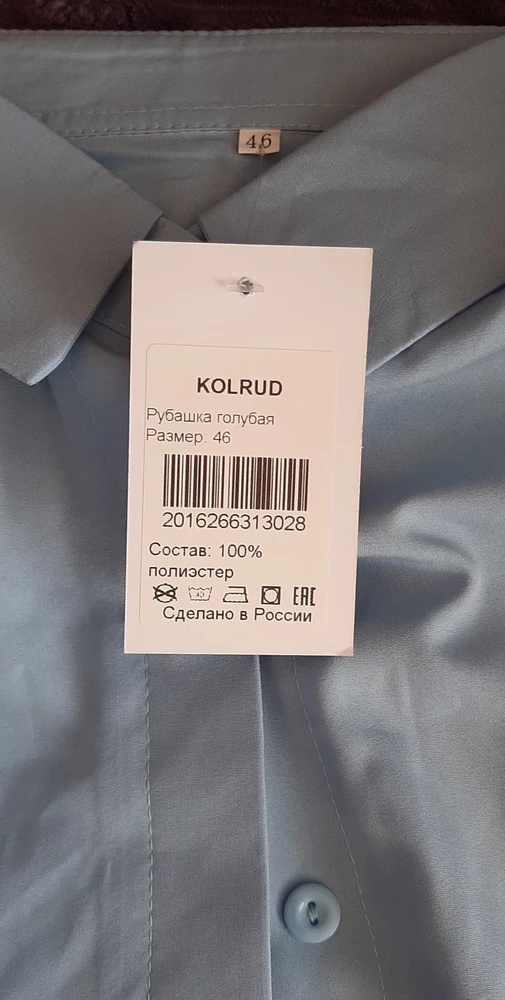 46
KOLRUD
Рубашка голубая
Размер: 46
2016266313028
Состав: 100%
полиэстер
EAC
Сделано в России